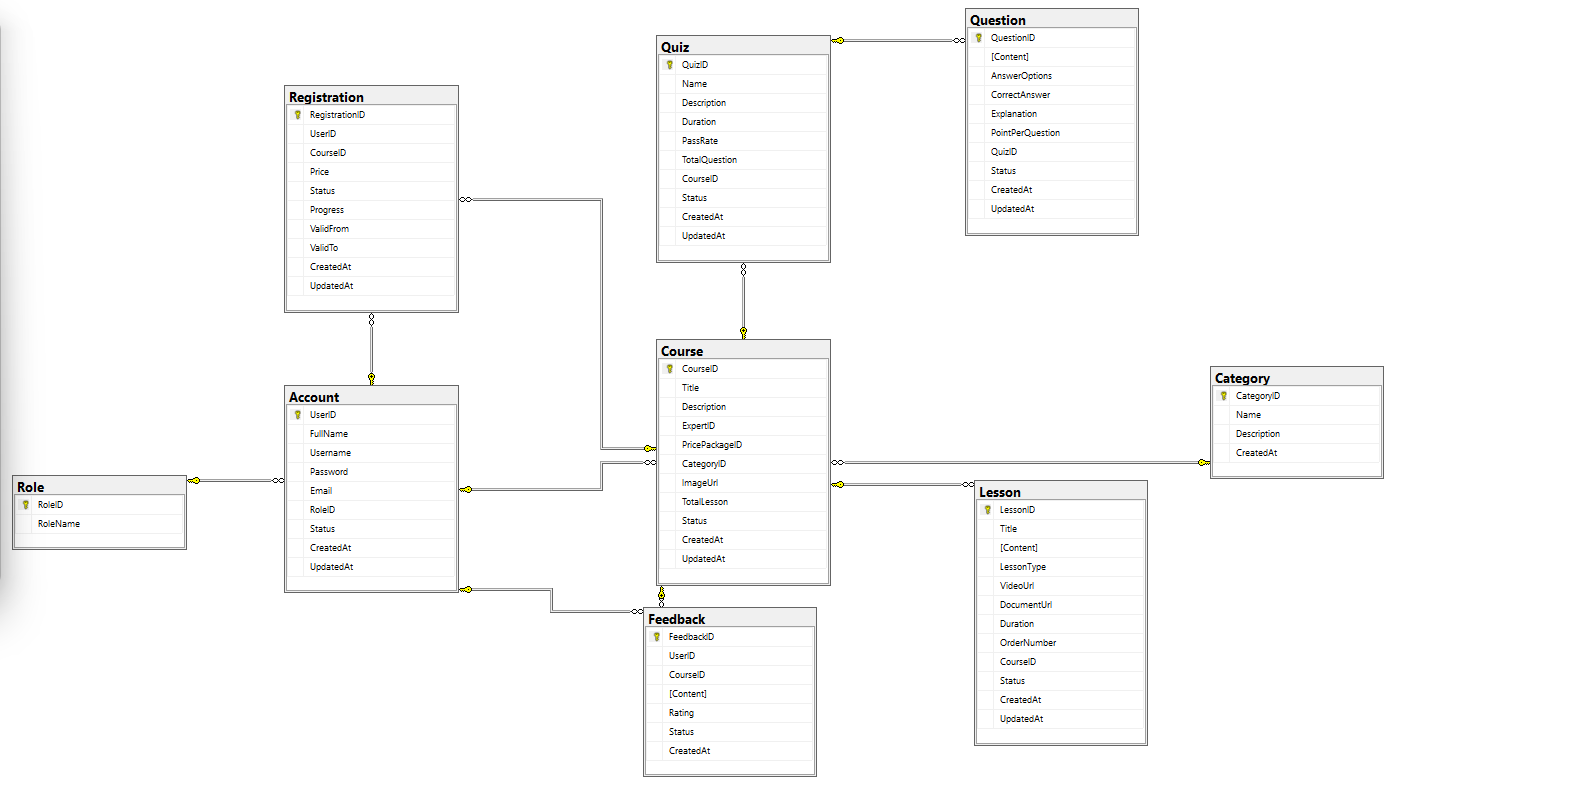 Question
QuestionID
[Content]
AnswerOptions
CorrectAnswer
Explanation
PointPerQuestion
QuizID
Status
CreatedAt
UpdatedAt
Quiz
QuizID
Name
Description
Duration
PassRate
TotalQuestion
CourseID
Status
CreatedAt
UpdatedAt
Registration
RegistrationID
UserID
CourseID
Price
Status
Progress
ValidFrom
ValidTo
CreatedAt
UpdatedAt
Course
CourseID
Title
Description
ExpertID
PricePackageID
CategoryID
ImageUrl
TotalLesson
Status
CreatedAt
UpdatedAt
Category
CategoryID
Name
Description
CreatedAt
Account
UserID
FullName
Username
Password
Email
RoleID
Status
CreatedAt
UpdatedAt
Role
RoleID
RoleName
Lesson
LessonID
Title
[Content]
LessonType
VideoUrl
DocumentUrl
Duration
OrderNumber
CourseID
Status
CreatedAt
UpdatedAt
Feedback
FeedbackID
UserID
CourseID
[Content]
Rating
Status
CreatedAt